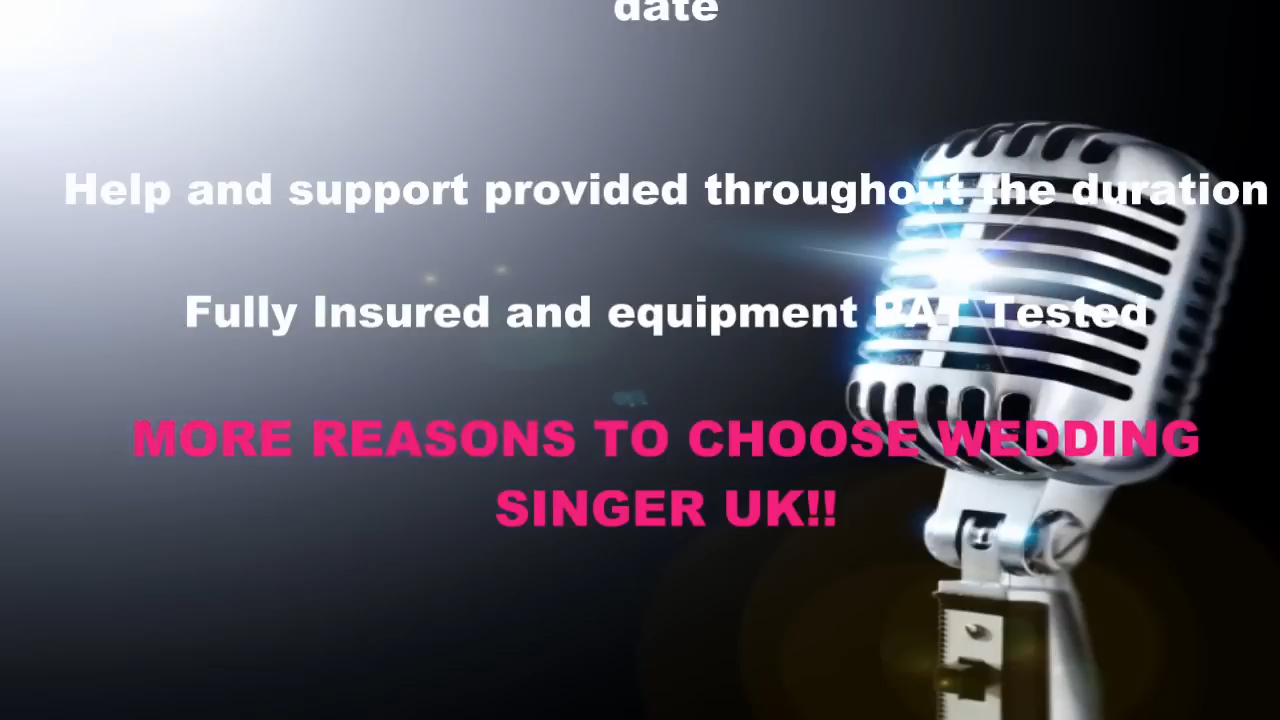 date
Help and support provided throughout the duration
Fully Insured and equipment PAT Tested
MORE REASONS TO CHOOSE WEDDING
SINGER UK!!